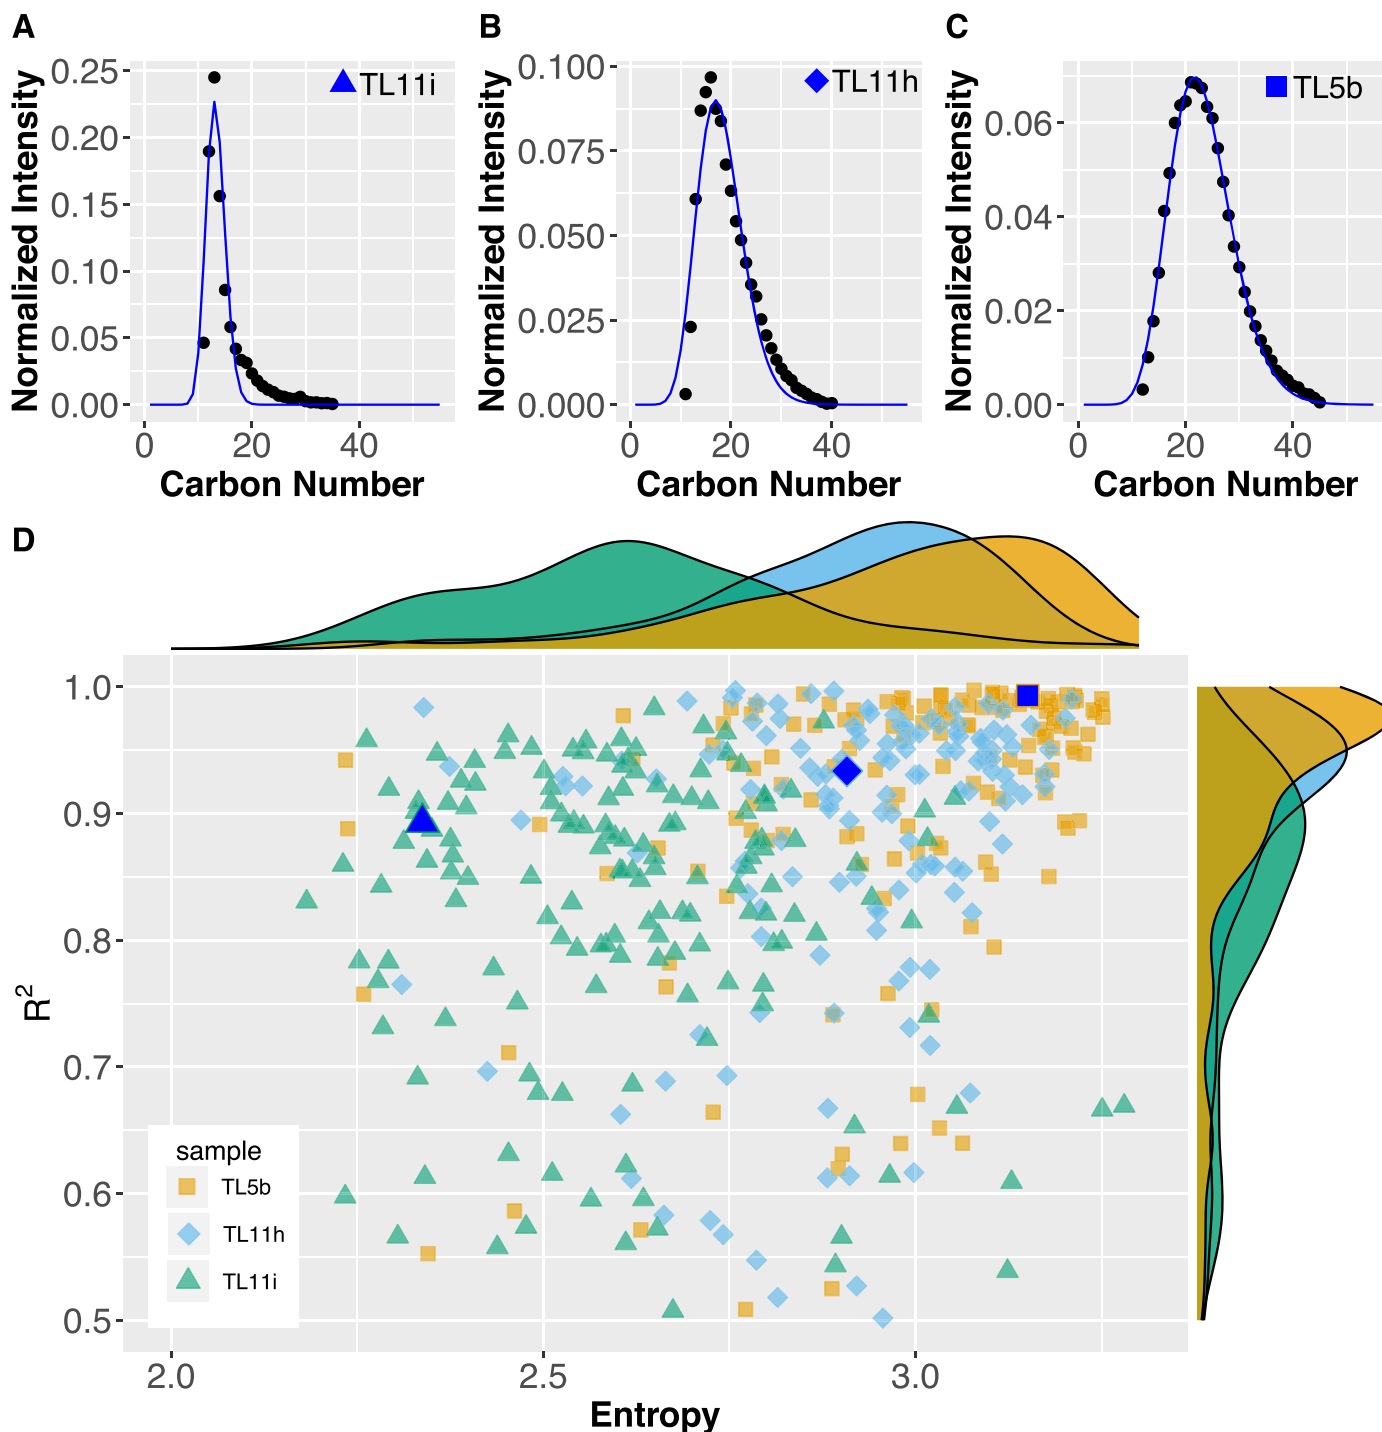 A
B
C
TL11i
TL11h
TL5b
Normalized Intensity
0.25
0.20
0.15
0.10
0.05
0.00
0 20 40
Carbon Number
Normalized Intensity
0.100
0.075
0.050
0.025
0.000
0 20 40
Carbon Number
Normalized Intensity
0.06
0.04
0.02
0.00
0 20 40
Carbon Number
D
R²
1.0
0.9
0.8
0.7
0.6
0.5
sample
TL5b
TL11h
TL11i
2.0 2.5 3.0
Entropy